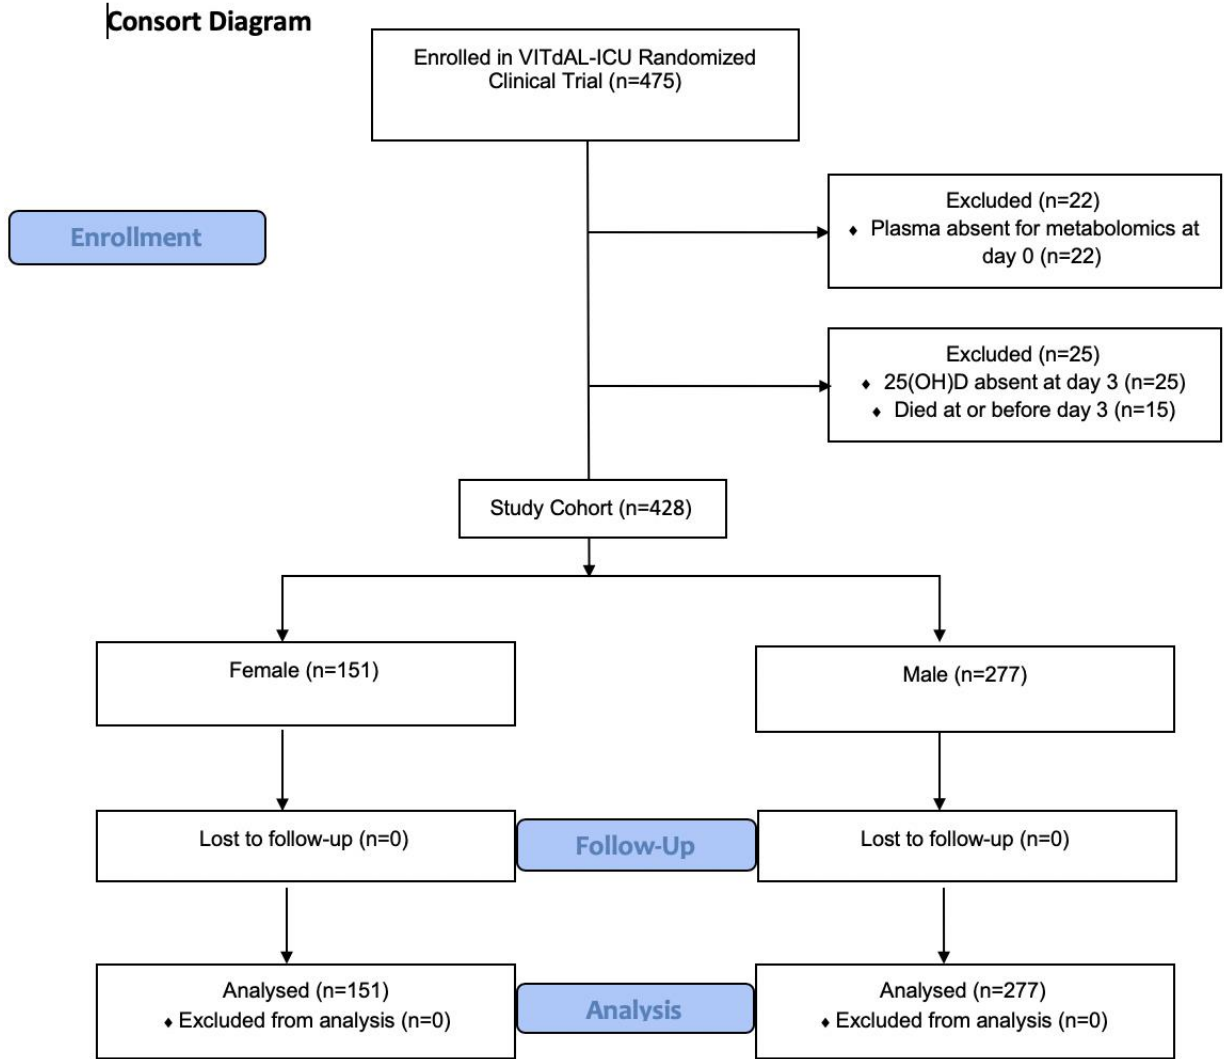 Consort Diagram
Enrolled in VITdAL-ICU Randomized
Clinical Trial (n=475)
Excluded (n=22)
♦ Plasma absent for metabolomics at
day 0 (n=22)
Enrollment
Excluded (n=25)
♦ 25(OH)D absent at day 3 (n=25)
♦ Died at or before day 3 (n=15)
Study Cohort (n=428)
Female (n=151)
Male (n=277)
Lost to follow-up (n=0)
Follow-Up
Lost to follow-up (n=0)
Analysed (n=151)
♦ Excluded from analysis (n=0)
Analysis
Analysed (n=277)
♦ Excluded from analysis (n=0)